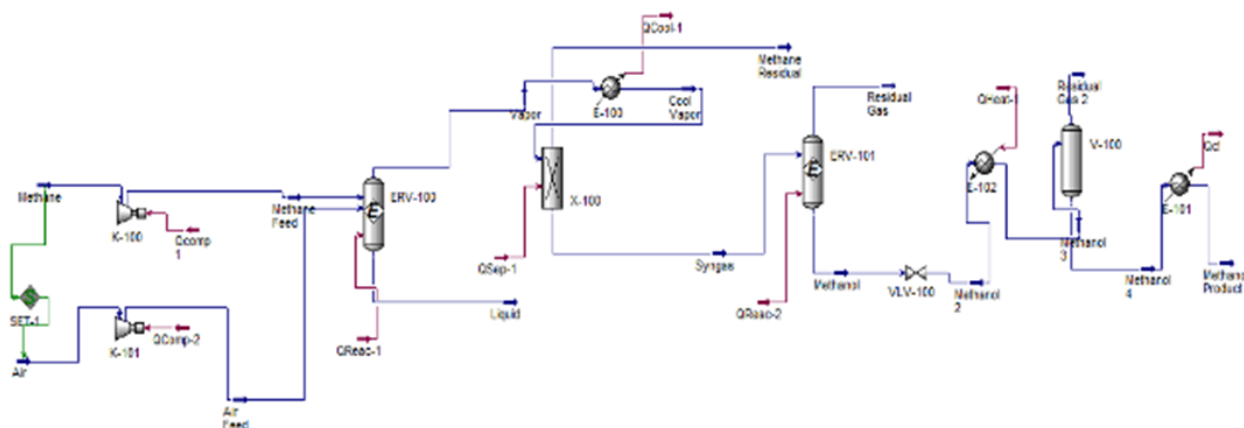 QCool-1
Methane
Residual
Vapor
E-100
Cool
Vapor
Residual
Gas
QHeat-1
Residual
Gas 2
V-100
Qd
ERV-100
ERV-101
E-102
E-101
Methane
K-100
Qcomp
1
Methane
Feed
X-100
QSep-1
Syngas
Methanol
3
Methanol
4
Methano
Product
SET-1
Liquid
QReac-2
Methanol
VLV-100
Methanol
2
K-101
QComp-2
QReac-1
Air
Air
Feed